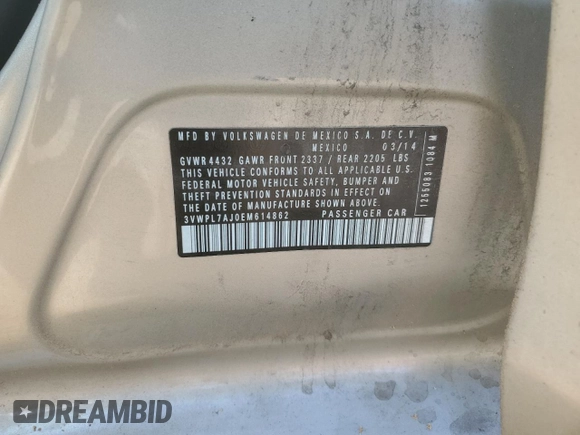 MFD BY VOLKSWAGEN DE MEXICO S.A. DE C.V.
MEXICO 03/14
GVWR 4432 GAWR FRONT 2337 / REAR 2205 LBS
THIS VEHICLE CONFORMS TO ALL APPLICABLE U.S.
FEDERAL MOTOR VEHICLE SAFETY, BUMPER AND
THEFT PREVENTION STANDARDS IN EFFECT ON
THE DATE OF MANUFACTURE SHOWN ABOVE.
3VWPL7AJ0EM614862 PASSENGER CAR
1255083 1084 M
DREAMBID